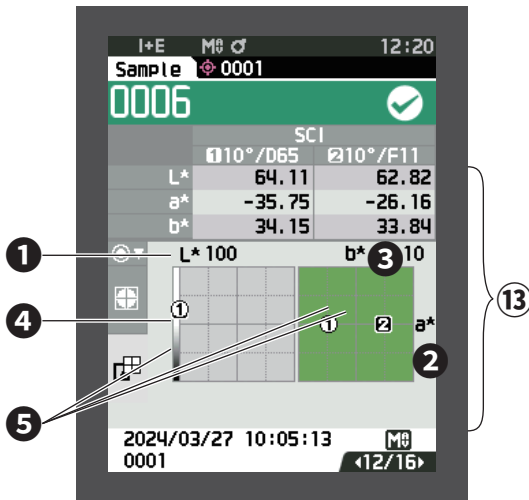 I+E M 12:20
Sample 0001
0006
SCI
1 10°/D65 2 10°/F11
L* 64.11 62.82
a* -35.75 -26.16
b* 34.15 33.84
1 L* 100 b* 3 10
4 1 1 2 a* 13
2
5
2024/03/27 10:05:13 M
0001 12/16